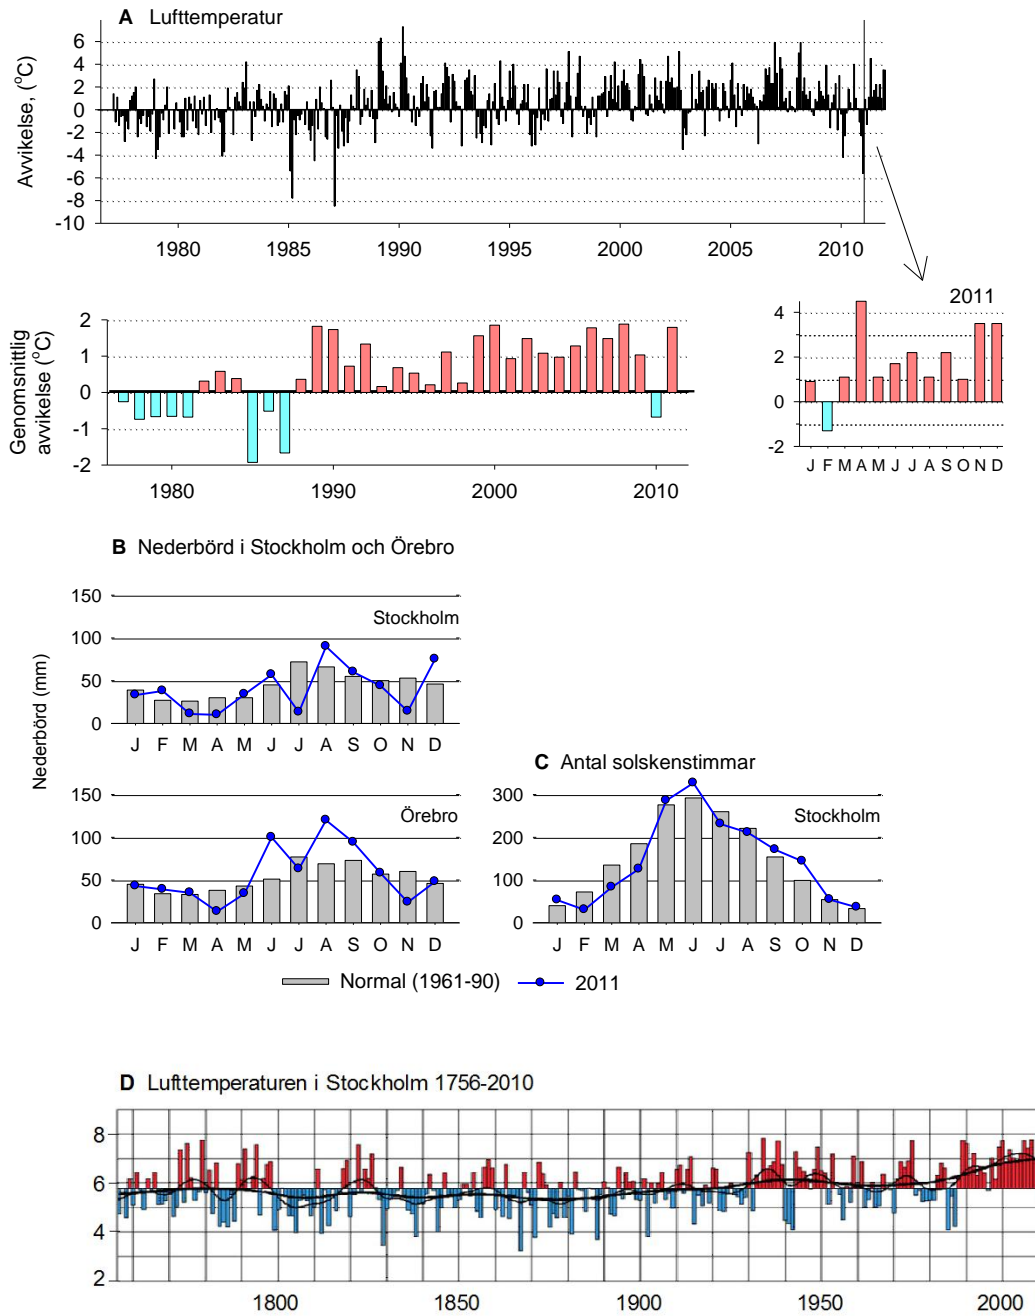 A Lufttemperatur
Avvikelse, (°C)
6
4
2
0
-2
-4
-6
-8
-10
1980 1985 1990 1995 2000 2005 2010
Genomsnittlig
avvikelse (°C)
2
1
0
-1
-2
1980 1990 2000 2010
2011
4
2
0
-2
J F M A M J J A S O N D
B Nederbörd i Stockholm och Örebro
Nederbörd (mm)
150
100
50
0
Stockholm
J F M A M J J A S O N D
150
100
50
0
Örebro
J F M A M J J A S O N D
C Antal solskenstimmar
300
200
100
0
Stockholm
J F M A M J J A S O N D
Normal (1961-90) 2011
D Lufttemperaturen i Stockholm 1756-2010
8
6
4
2
1800 1850 1900 1950 2000